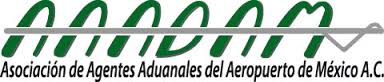 AAADAM
Asociación de Agentes Aduanales del Aeropuerto de México A.C.